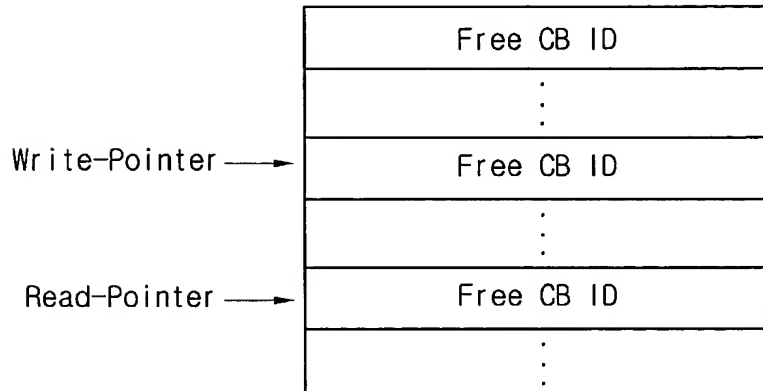 Free CB ID
Write-Pointer
Free CB ID
Read-Pointer
Free CB ID